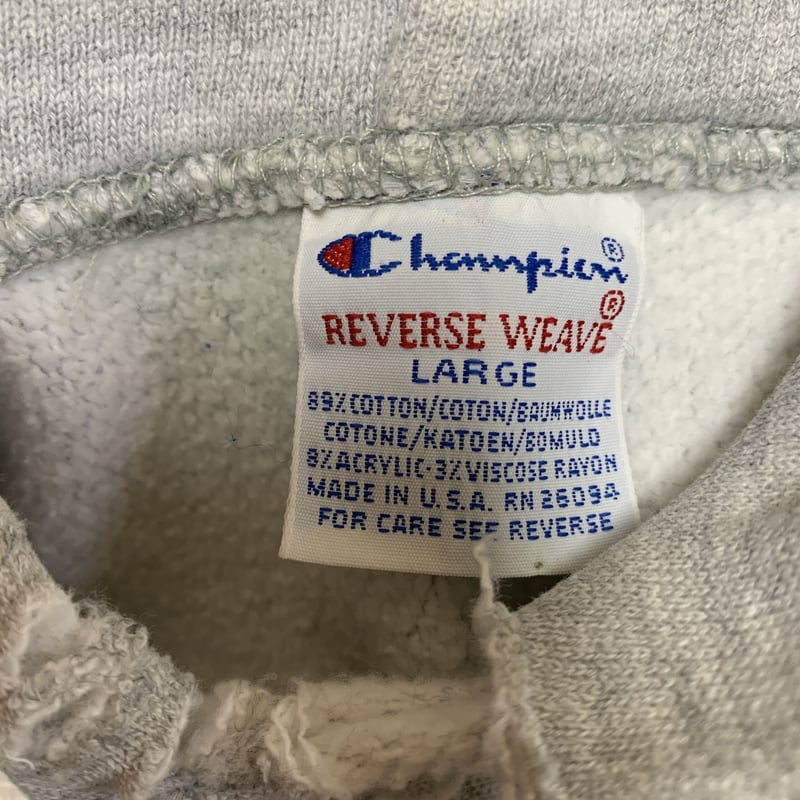 Champion®
REVERSE WEAVE®
LARGE
89% COTTON/COTON/BAUMWOLLE
COTONE/KATOEN/BOMULD
8% ACRYLIC-3% VISCOSE RAYON
MADE IN U.S.A. RN 26094
FOR CARE SEE REVERSE